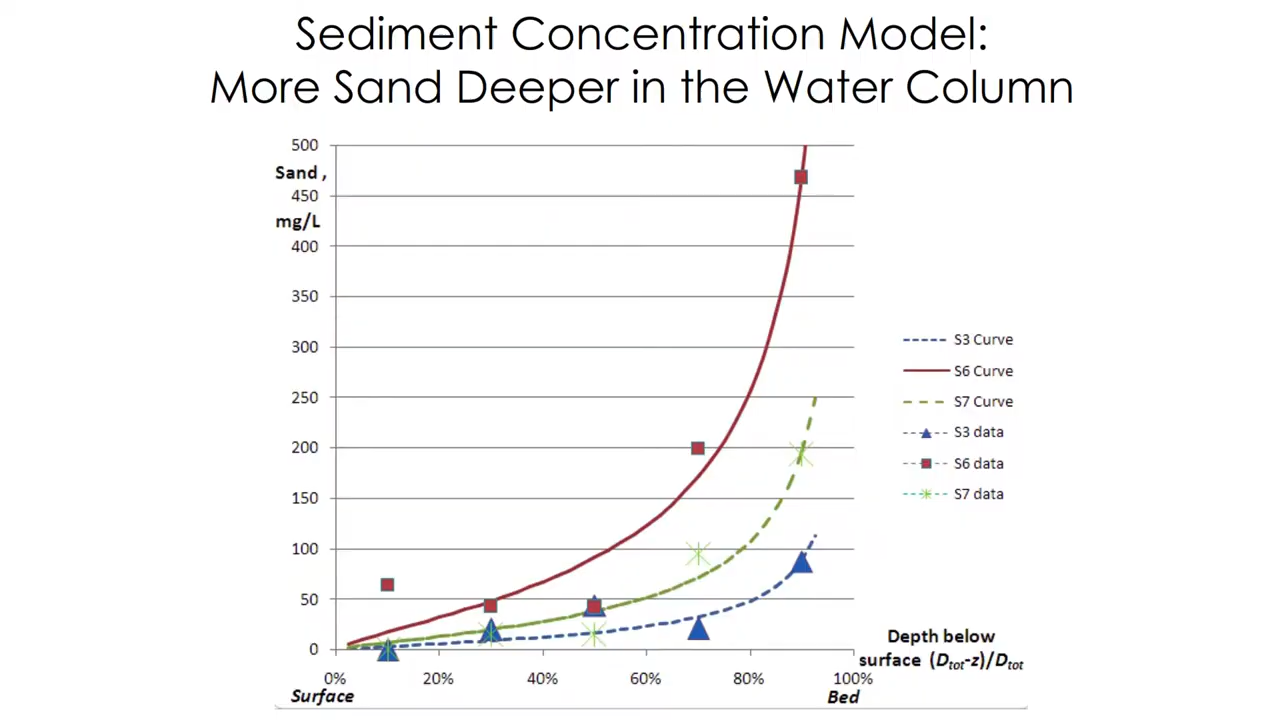 Sediment Concentration Model:
More Sand Deeper in the Water Column
500
Sand ,
450
mg/L
400
350
300
250
200
150
100
50
0
0% 20% 40% 60% 80% 100%
Surface
Bed
Depth below
surface (Dtot-z)/Dtot
S3 Curve
S6 Curve
S7 Curve
S3 data
S6 data
S7 data